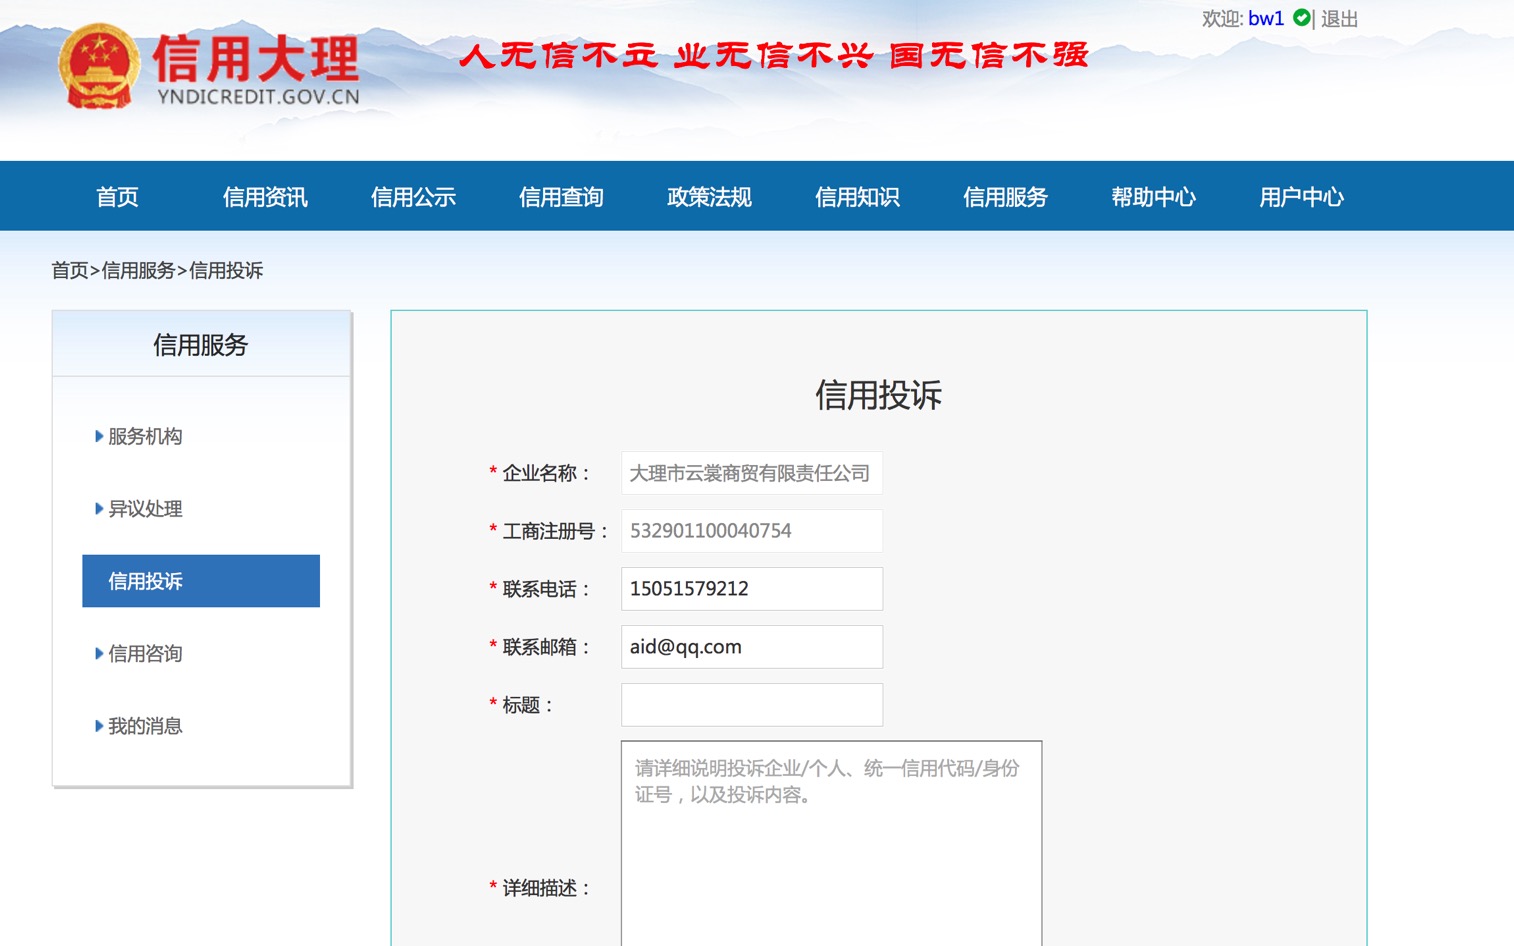 欢迎: bw1 | 退出
信用大理
YNDICREDIT.GOV.CN
人无信不立 业无信不兴 国无信不强
首页 信用资讯 信用公示 信用查询 政策法规 信用知识 信用服务 帮助中心 用户中心
首页>信用服务>信用投诉
信用服务
服务机构
异议处理
信用投诉
信用咨询
我的消息
信用投诉
* 企业名称： 大理市云裳商贸有限责任公司
* 工商注册号： 532901100040754
* 联系电话： 15051579212
* 联系邮箱： aid@qq.com
* 标题：
请详细说明投诉企业/个人、统一信用代码/身份
证号，以及投诉内容。
* 详细描述：